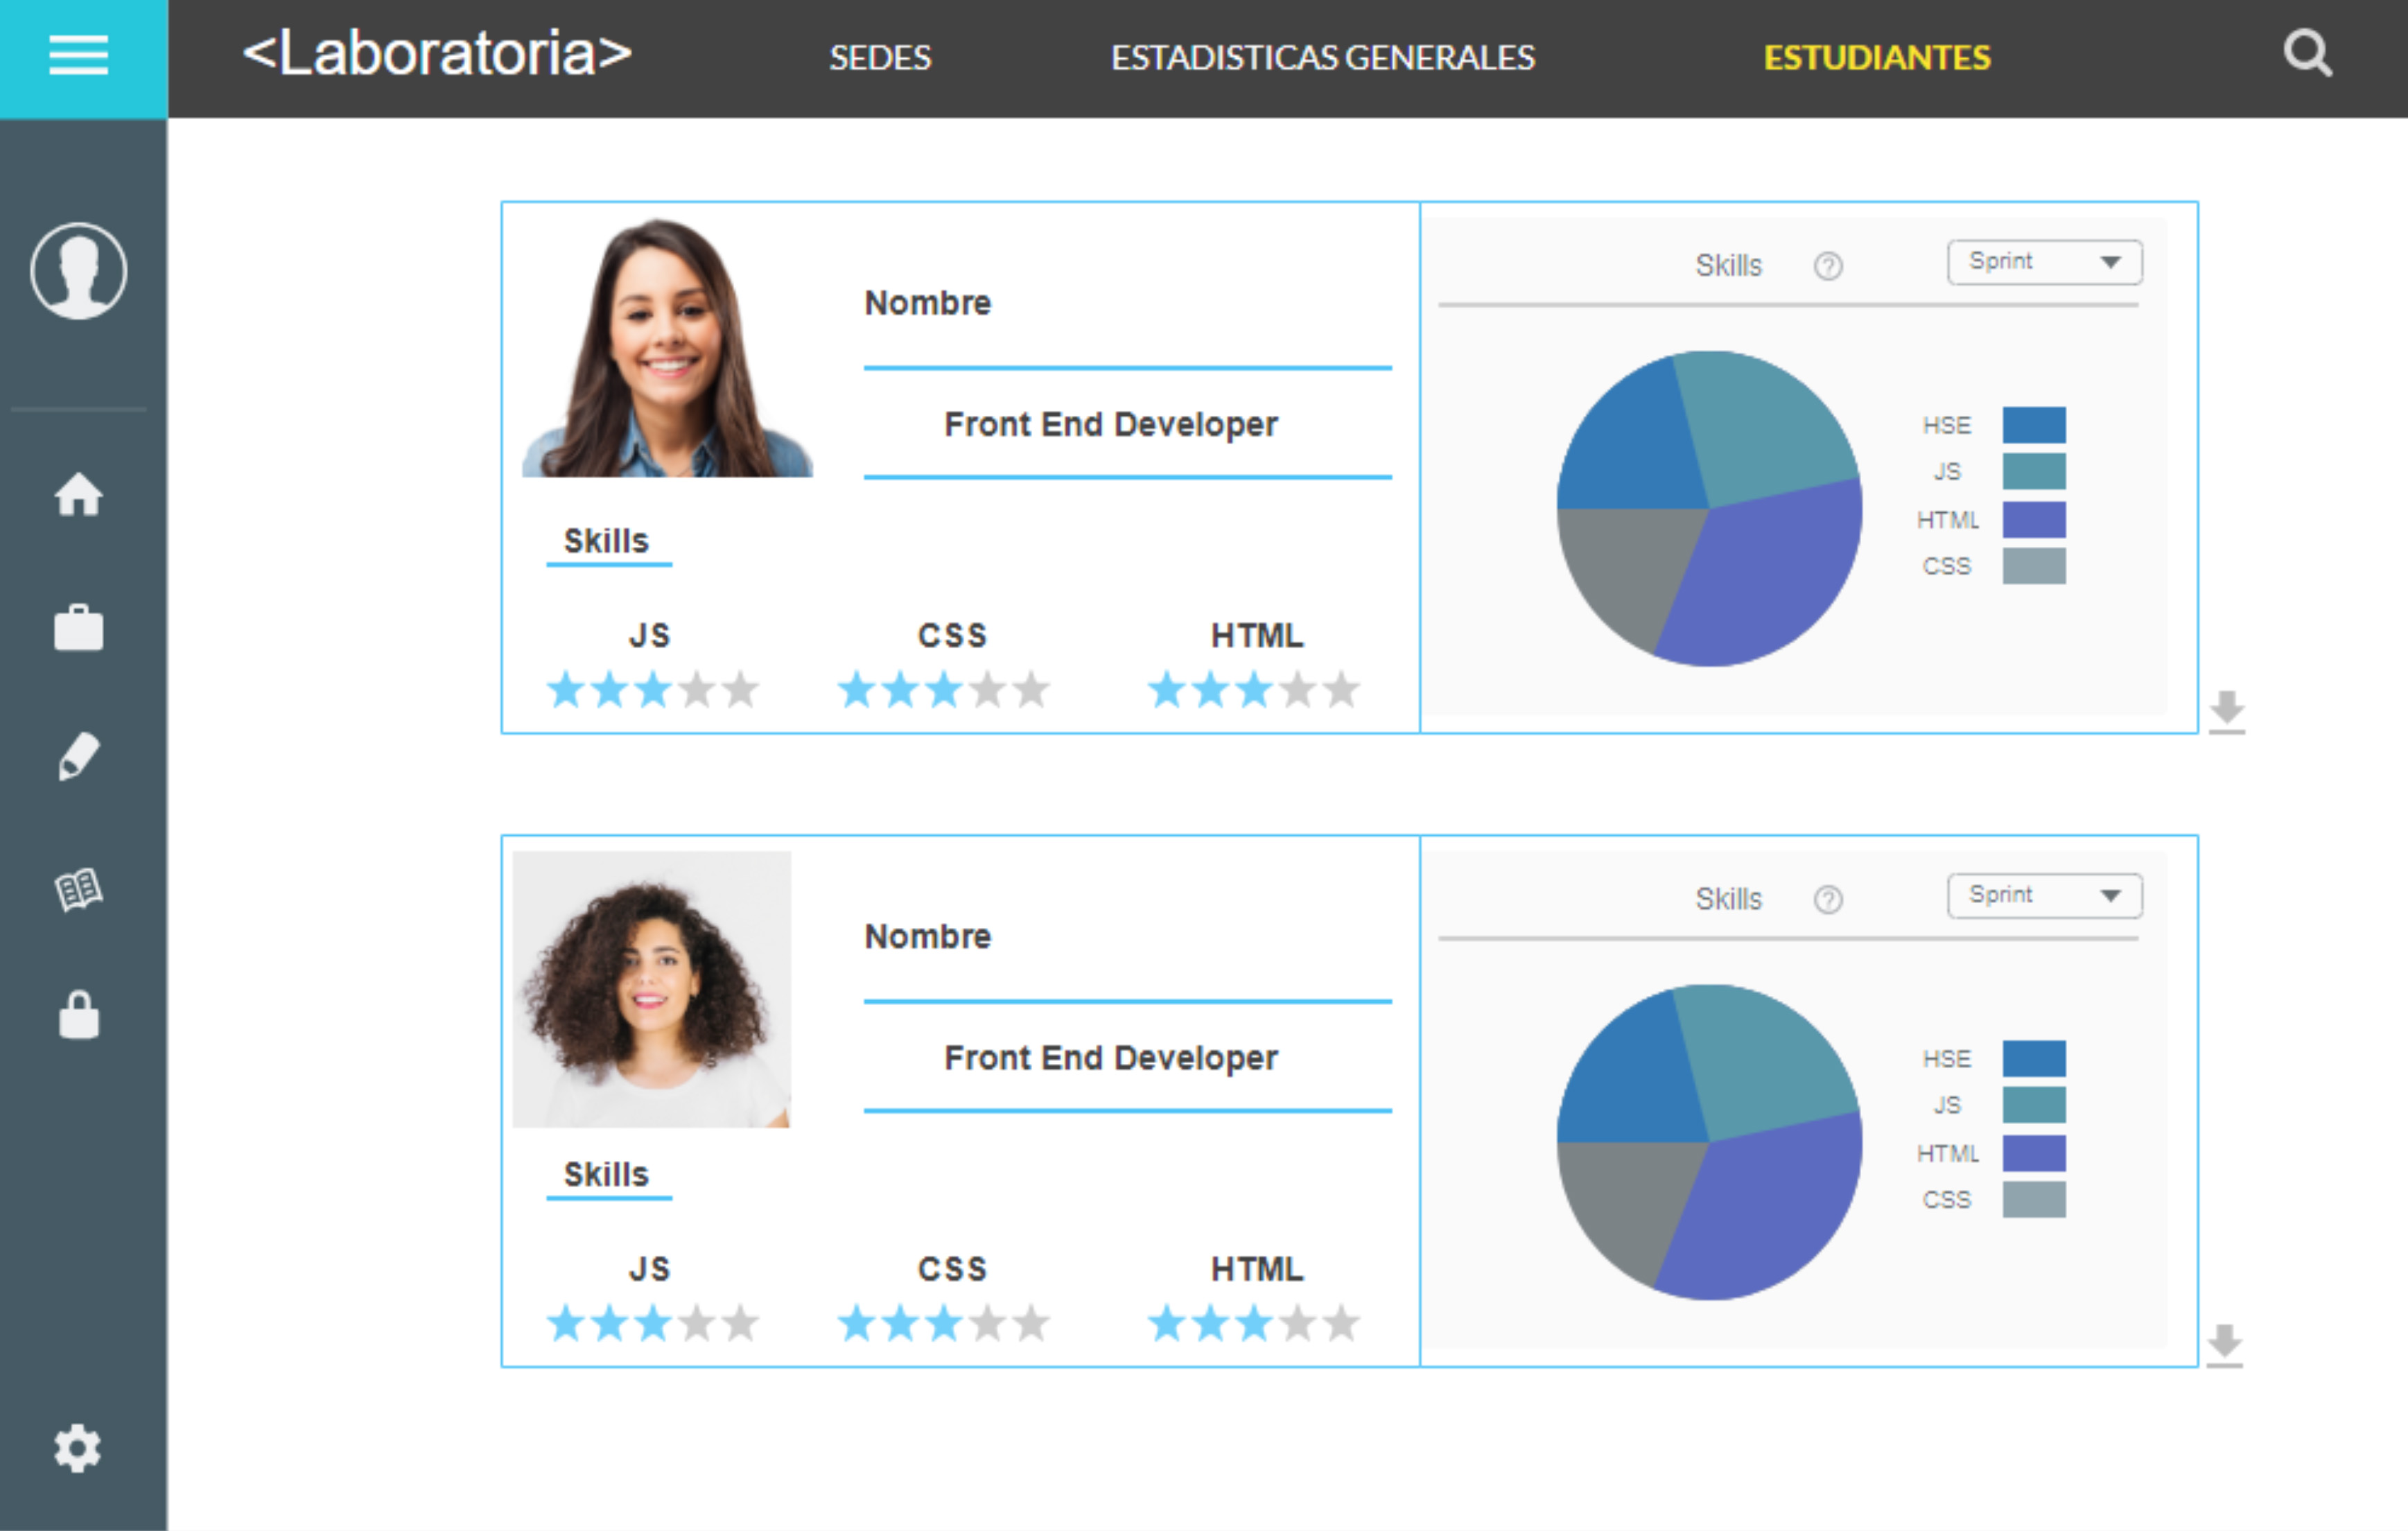 <Laboratoria>
SEDES
ESTADISTICAS GENERALES
ESTUDIANTES
Nombre
Front End Developer
Skills
JS
CSS
HTML
Skills
?
Sprint
HSE
JS
HTML
CSS
Nombre
Front End Developer
Skills
JS
CSS
HTML
Skills
?
Sprint
HSE
JS
HTML
CSS